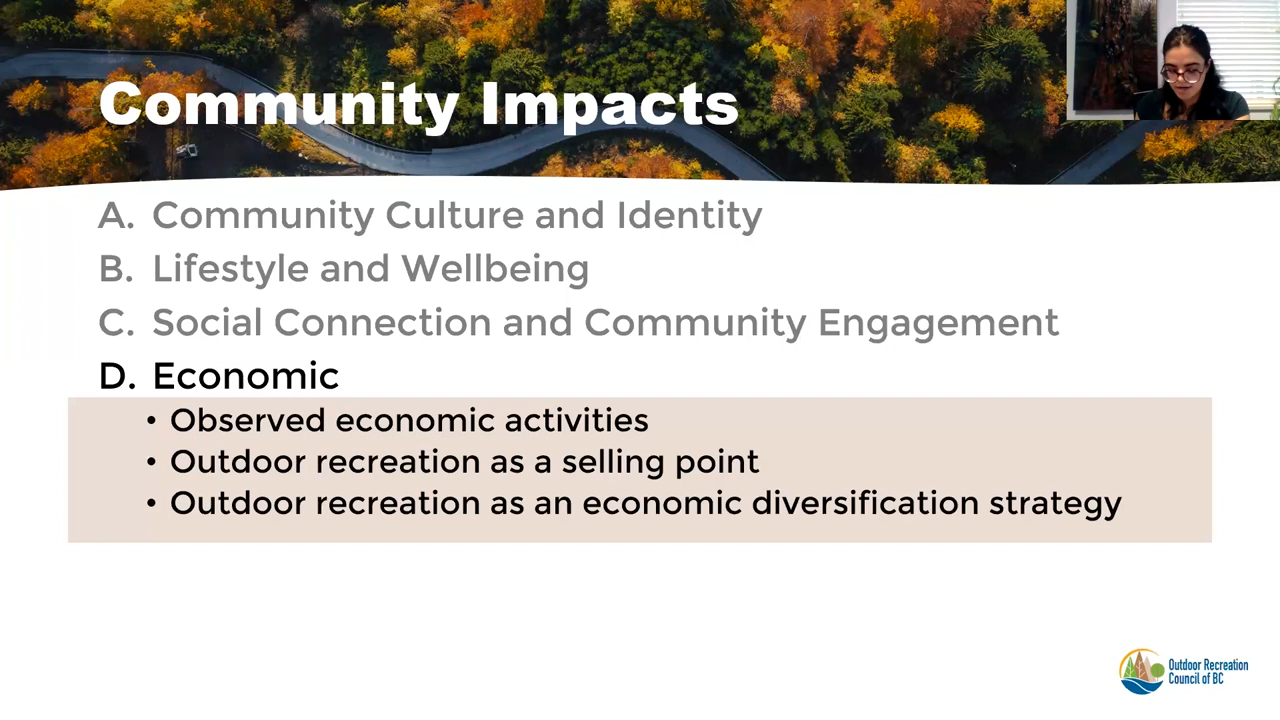 Community Impacts
A. Community Culture and Identity
B. Lifestyle and Wellbeing
C. Social Connection and Community Engagement
D. Economic
• Observed economic activities
• Outdoor recreation as a selling point
• Outdoor recreation as an economic diversification strategy
Outdoor Recreation
Council of BC